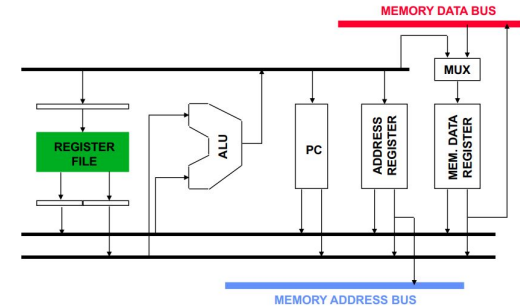 MEMORY DATA BUS
MUX
REGISTER
FILE
ALU
PC
ADDRESS
REGISTER
MEM. DATA
REGISTER
MEMORY ADDRESS BUS